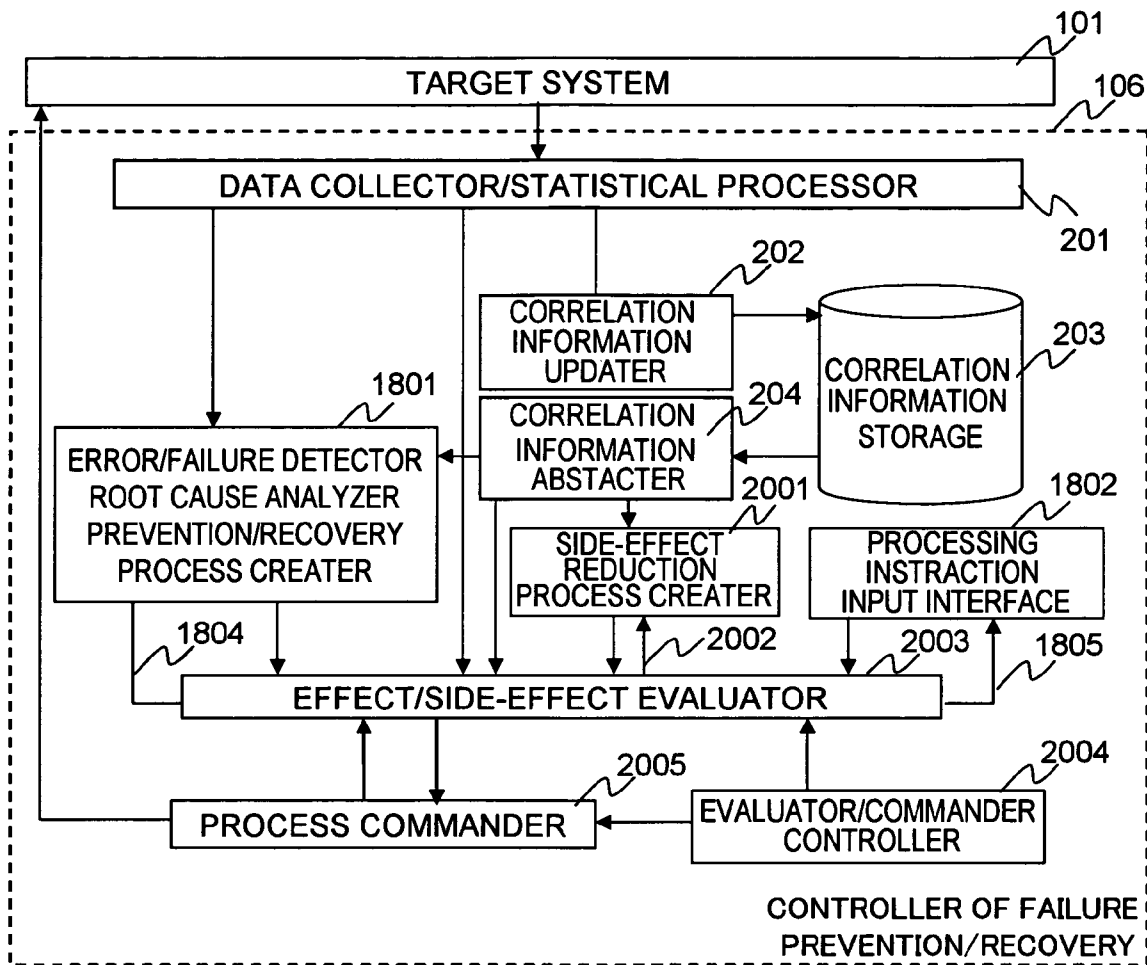 101
TARGET SYSTEM
106
DATA COLLECTOR/STATISTICAL PROCESSOR
201
202
CORRELATION
INFORMATION
UPDATER
203
CORRELATION
INFORMATION
STORAGE
1801
204
CORRELATION
INFORMATION
ABSTACTER
ERROR/FAILURE DETECTOR
ROOT CAUSE ANALYZER
PREVENTION/RECOVERY
PROCESS CREATER
2001
SIDE-EFFECT
REDUCTION
PROCESS CREATER
1802
PROCESSING
INSTRACTION
INPUT INTERFACE
1804
2002
2003
1805
EFFECT/SIDE-EFFECT EVALUATOR
2005
PROCESS COMMANDER
2004
EVALUATOR/COMMANDER
CONTROLLER
CONTROLLER OF FAILURE
PREVENTION/RECOVERY